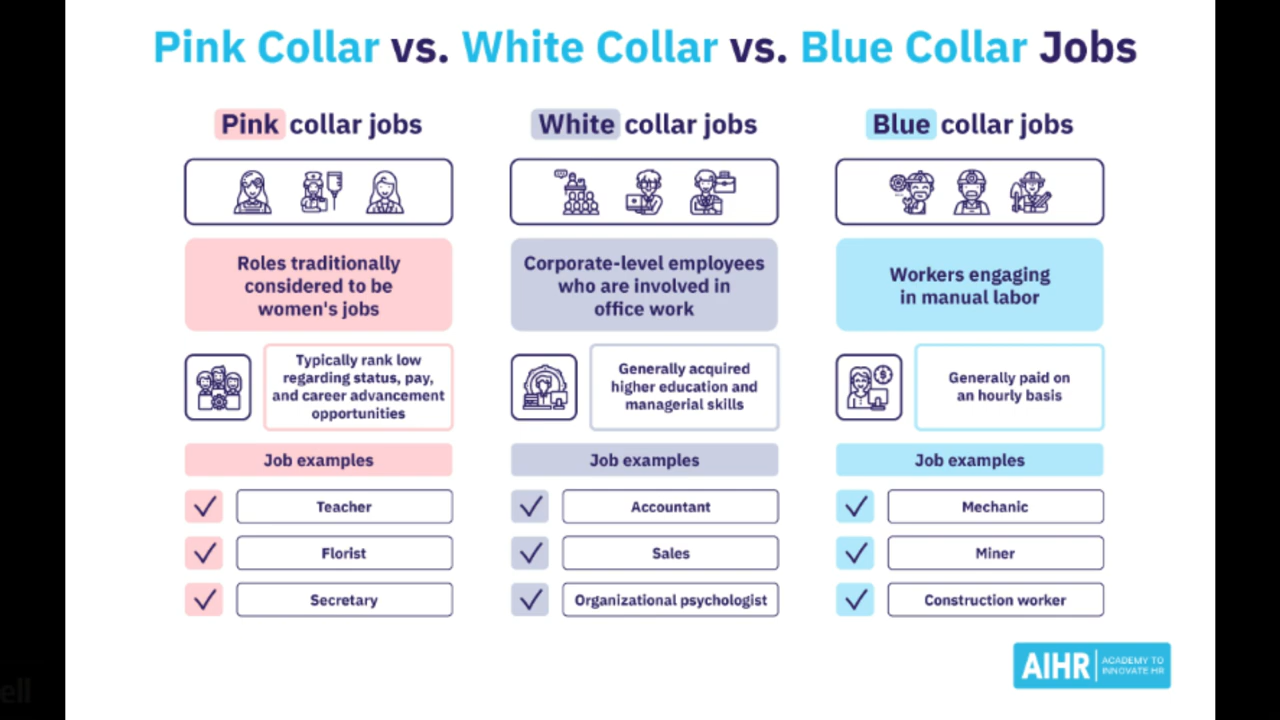 Pink Collar vs. White Collar vs. Blue Collar Jobs
Pink collar jobs
Roles traditionally
considered to be
women's jobs
Typically rank low
regarding status, pay,
and career advancement
opportunities
Job examples
Teacher
Florist
Secretary
White collar jobs
Corporate-level employees
who are involved in
office work
Generally acquired
higher education and
managerial skills
Job examples
Accountant
Sales
Organizational psychologist
Blue collar jobs
Workers engaging
in manual labor
$
Generally paid on
an hourly basis
Job examples
Mechanic
Miner
Construction worker
AIHR
ACADEMY TO
INNOVATE HR
ell